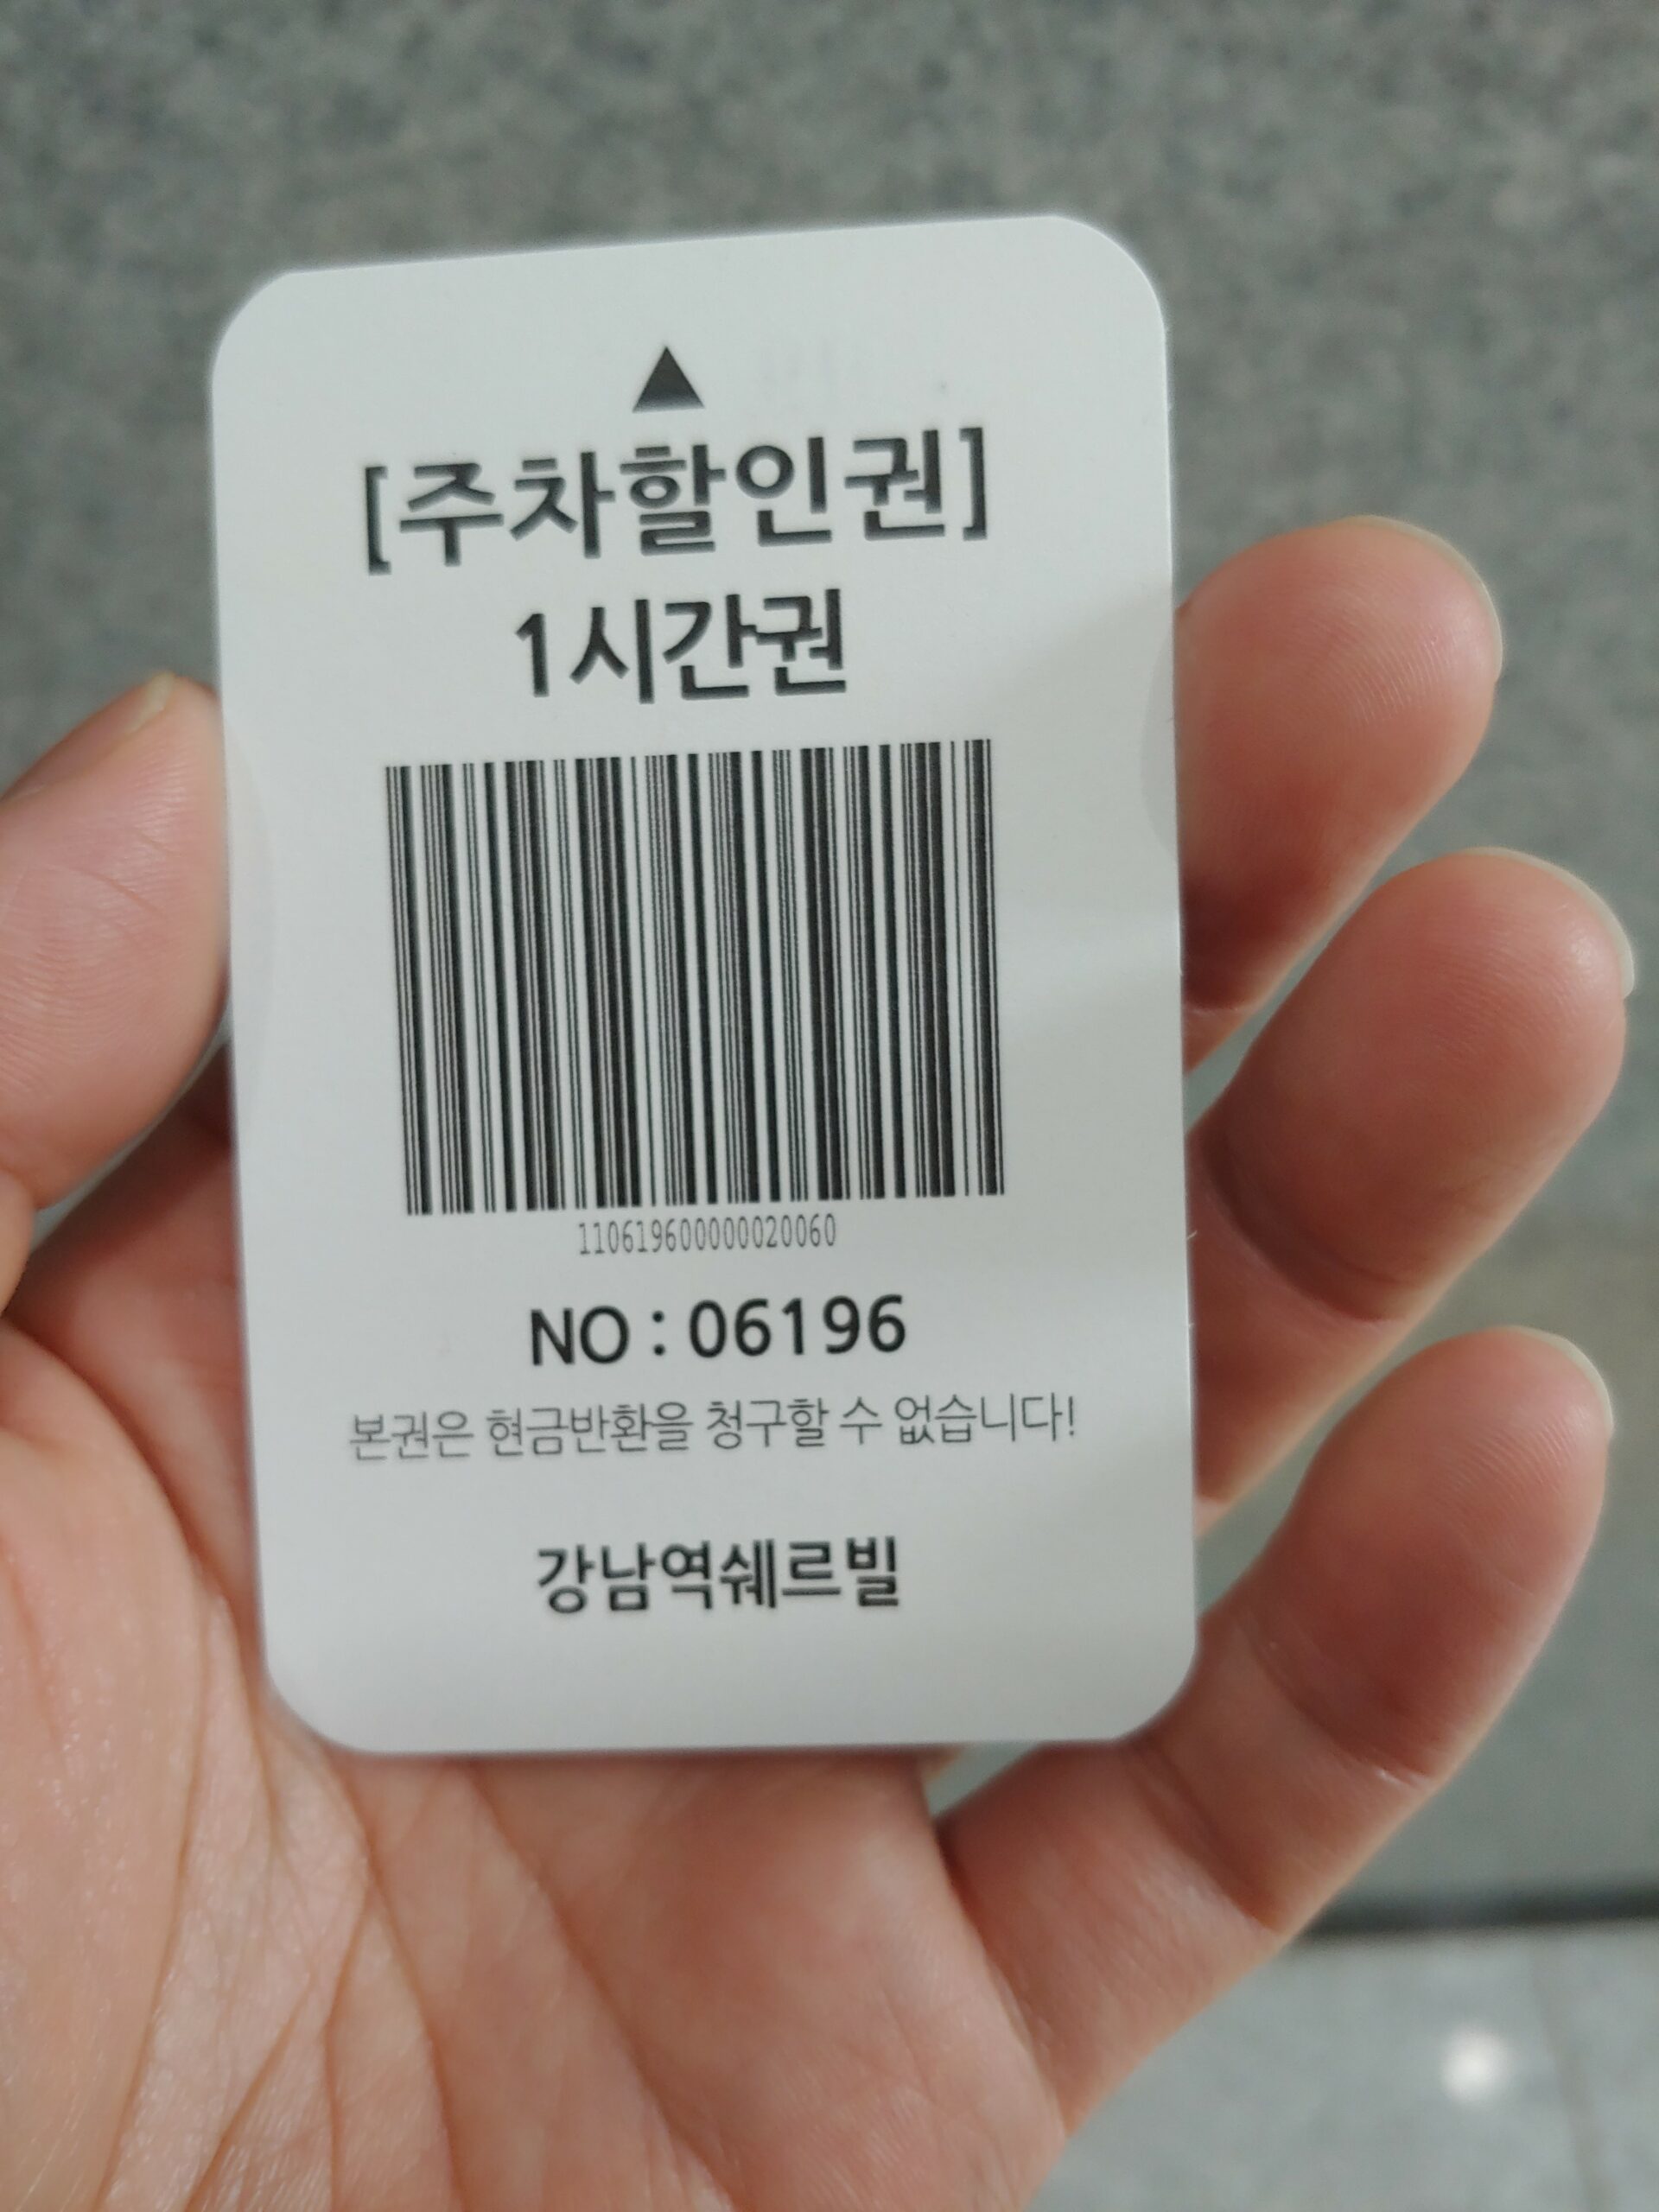 ▲
[주차할인권]
1시간권
110619600000020060
NO : 06196
본권은 현금반환을 청구할 수 없습니다!
강남역쉐르빌